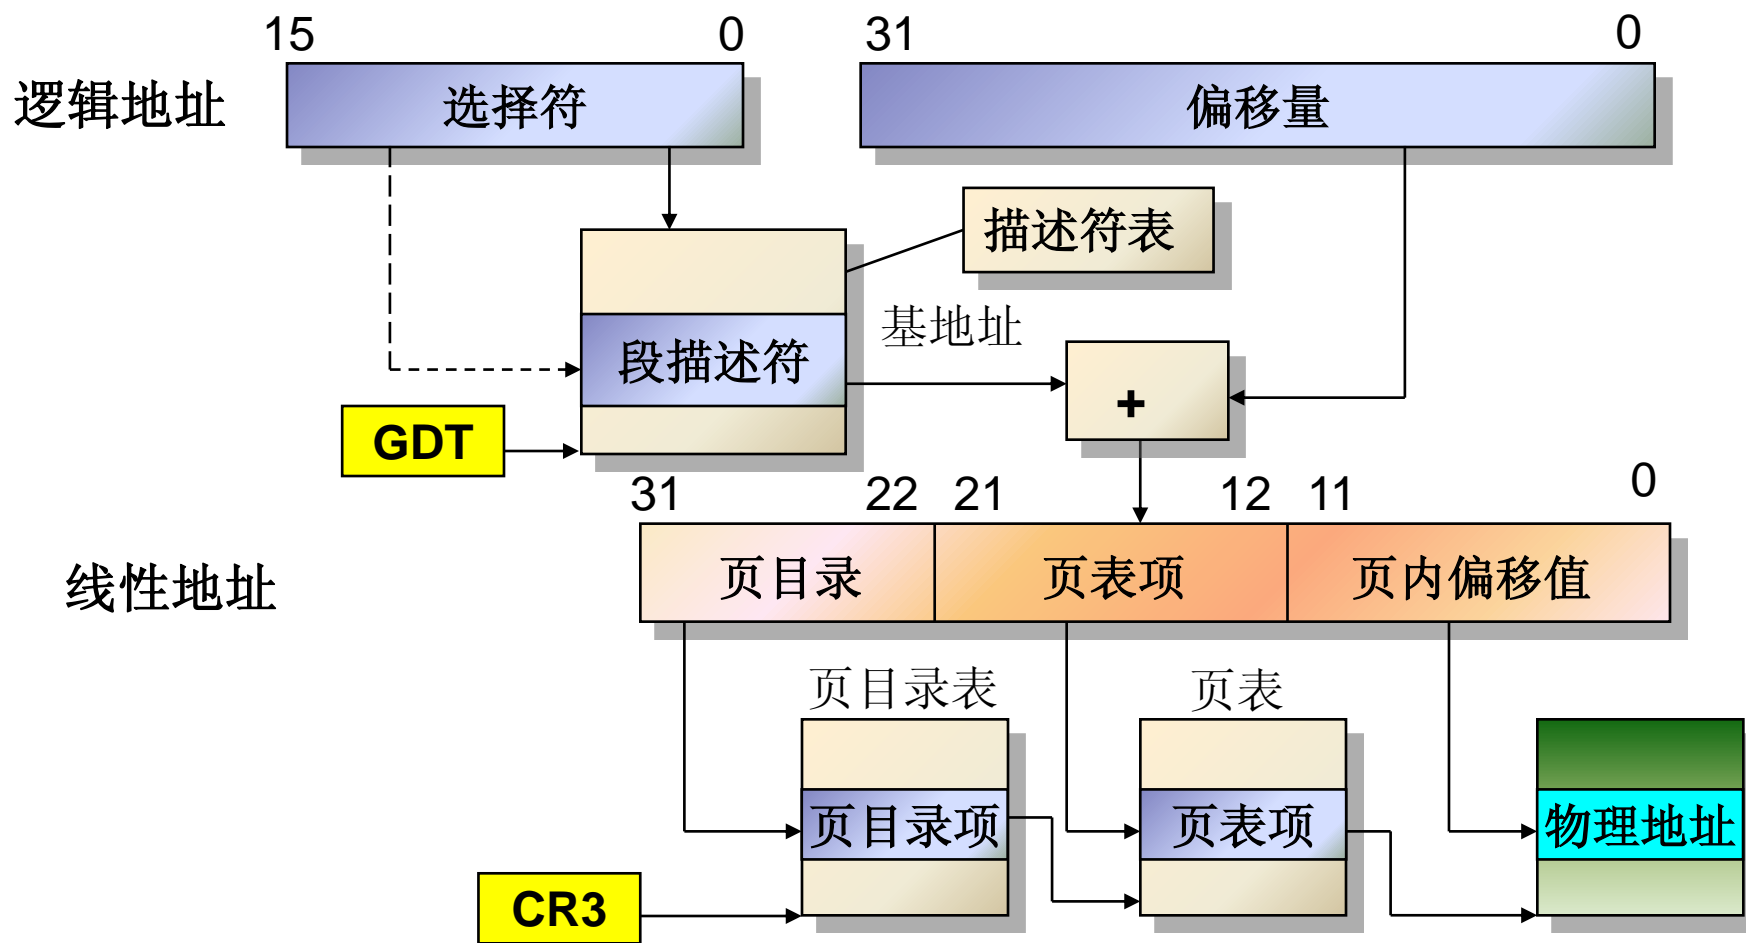 15 0 31 0
逻辑地址 选择符 偏移量
描述符表
基地址
段描述符
+
GDT
31 22 21 12 11 0
线性地址 页目录 页表项 页内偏移值
页目录表 页表
页目录项 页表项 物理地址
CR3